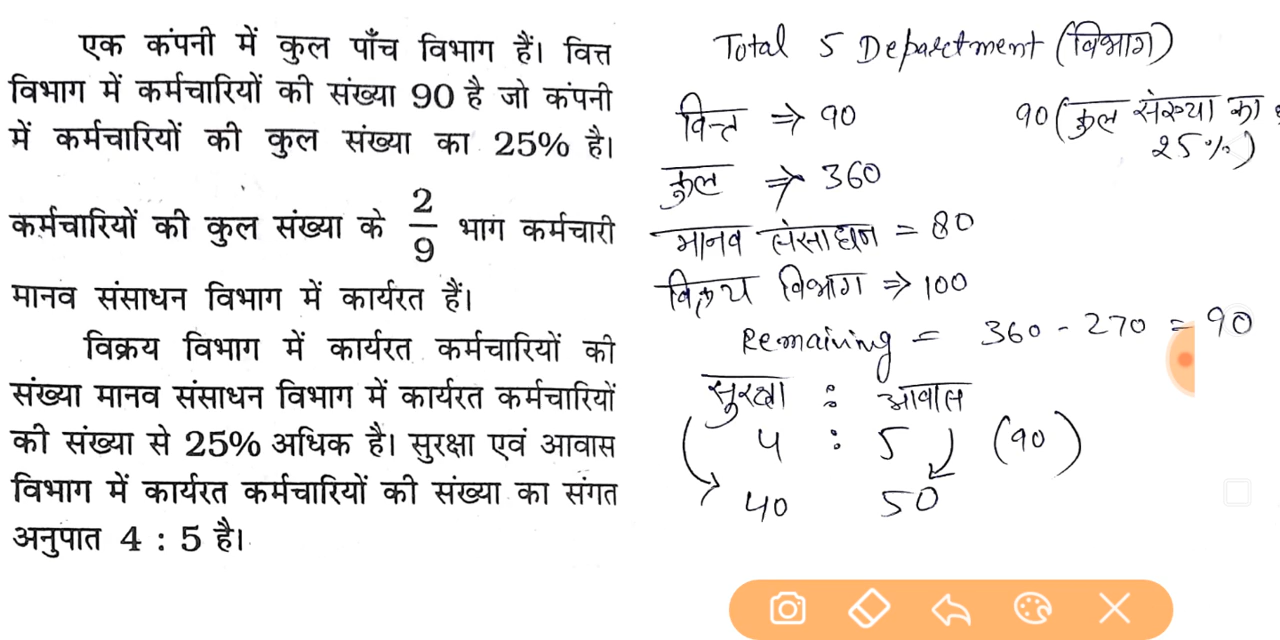 एक कंपनी में कुल पाँच विभाग हैं। वित्त
विभाग में कर्मचारियों की संख्या 90 है जो कंपनी
में कर्मचारियों की कुल संख्या का 25% है।
कर्मचारियों की कुल संख्या के 2/9 भाग कर्मचारी
मानव संसाधन विभाग में कार्यरत हैं।
विक्रय विभाग में कार्यरत कर्मचारियों की
संख्या मानव संसाधन विभाग में कार्यरत कर्मचारियों
की संख्या से 25% अधिक है। सुरक्षा एवं आवास
विभाग में कार्यरत कर्मचारियों की संख्या का संगत
अनुपात 4 : 5 है।
Total 5 Department (विभाग)
वित्त ⇒ 90
90 (कुल संख्या का
25%)
कुल ⇒ 360
मानव संसाधन = 80
विक्रय विभाग ⇒ 100
Remaining = 360 - 270 = 90
सुरक्षा : आवास
4 : 5 (90)
40 50